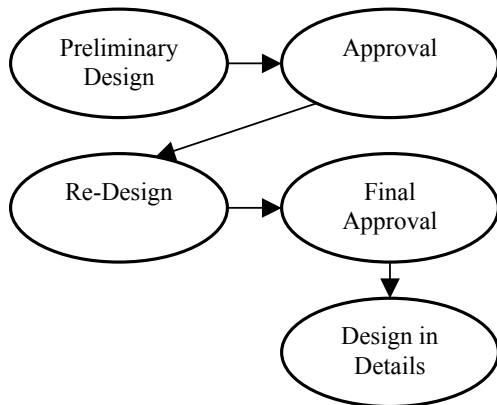 Preliminary
Design
Approval
Re-Design
Final
Approval
Design in
Details